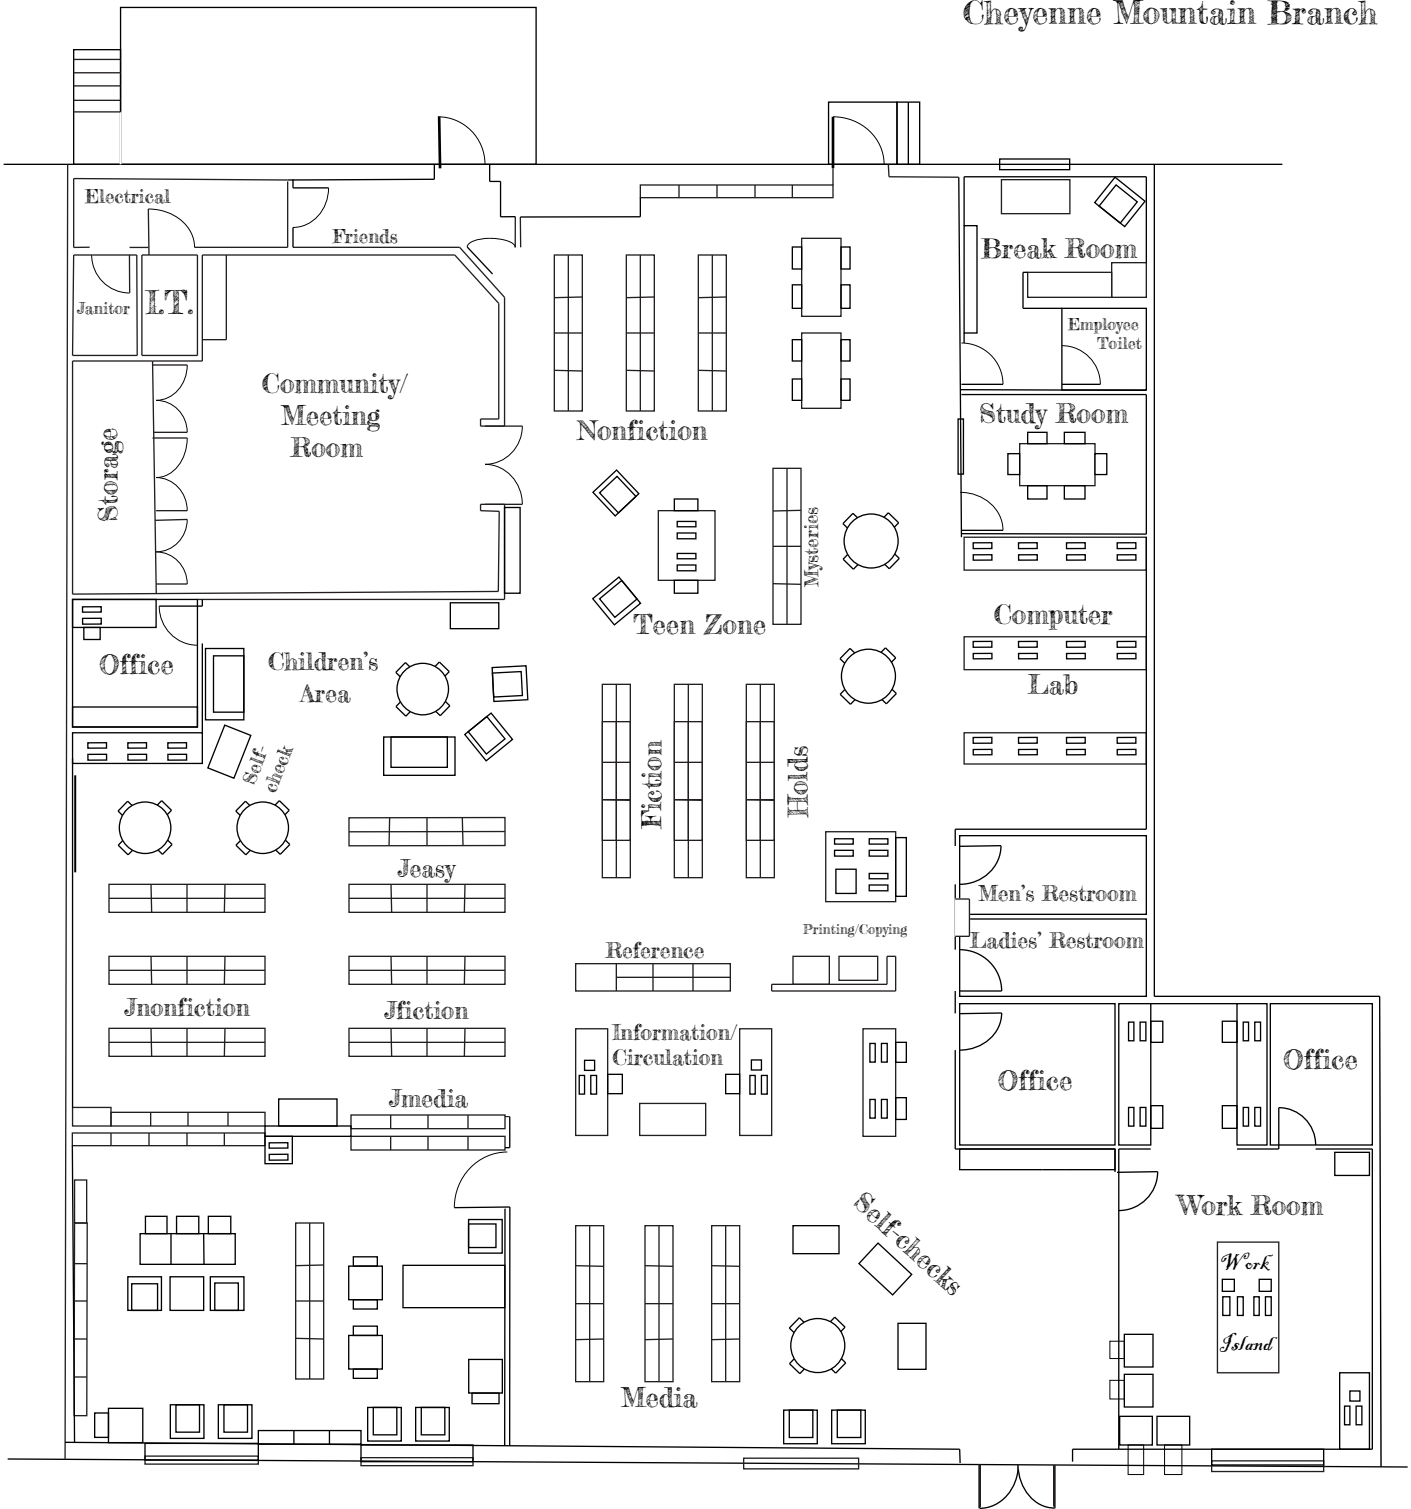 Cheyenne Mountain Branch
Electrical
Friends
Break Room
Janitor
I.T.
Employee
Toilet
Community/
Meeting
Room
Study Room
Nonfiction
Storage
Mysteries
Teen Zone
Computer
Lab
Office
Children's
Area
Self-
check
Fiction
Holds
Jeasy
Men's Restroom
Printing/Copying
Ladies' Restroom
Reference
Jnonfiction
Jfiction
Information/
Circulation
Office
Office
Jmedia
Work Room
Self-checks
Work
Island
Media